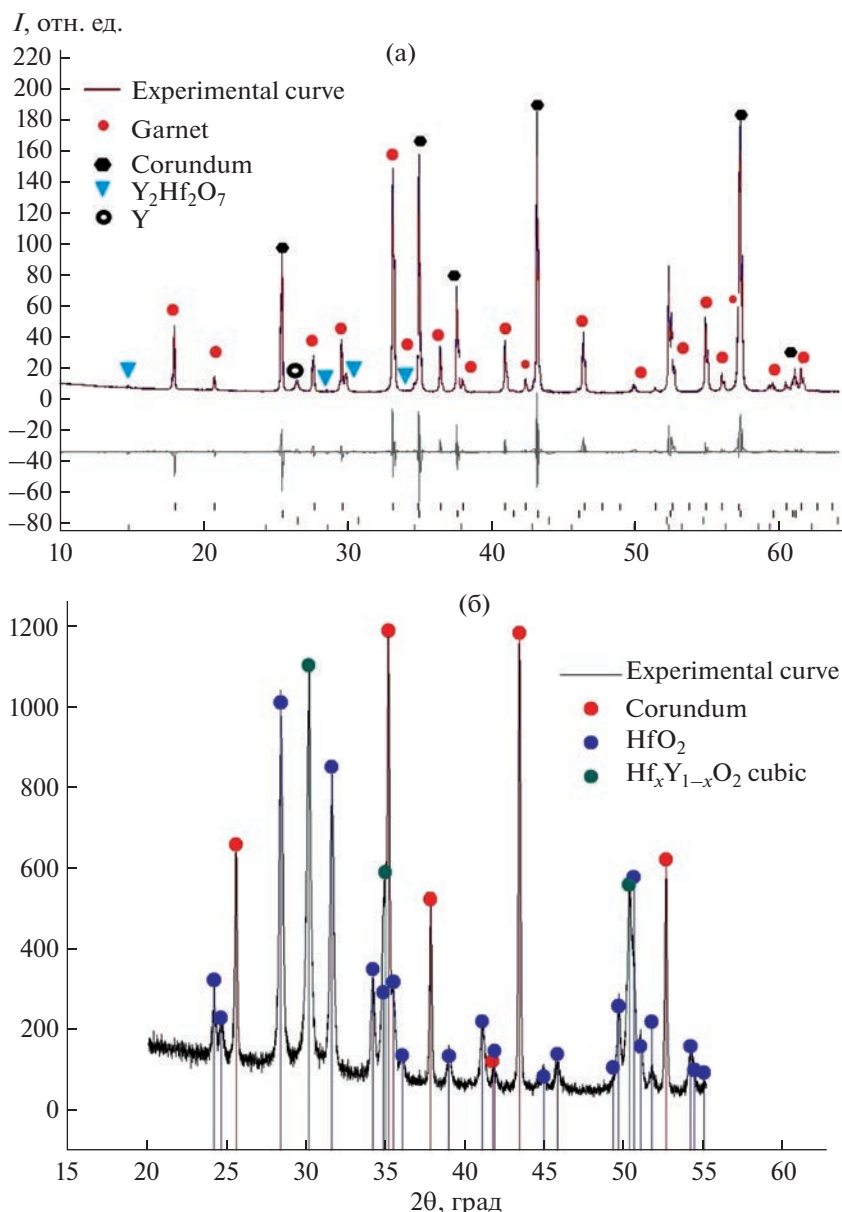 I, отн. ед.
(а)
220
200
180
160
140
120
100
80
60
40
20
0
−20
−40
−60
−80
Experimental curve
Garnet
Corundum
Y₂Hf₂O₇
Y
10 20 30 40 50 60
(б)
1200
1000
800
600
400
200
0
Experimental curve
Corundum
HfO₂
HfₓY₁₋ₓO₂ cubic
15 20 25 30 35 40 45 50 55 60
2θ, град